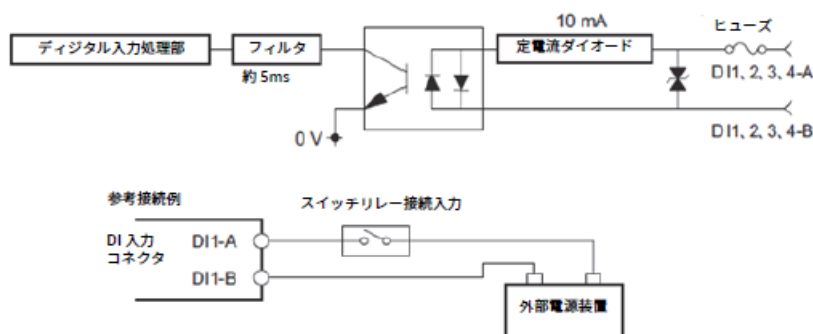 10 mA
ヒューズ
ディジタル入力処理部
フィルタ
定電流ダイオード
約 5ms
DI1、2、3、4-A
DI1、2、3、4-B
0 V
参考接続例
スイッチリレー接続入力
DI 入力
コネクタ
DI1-A
DI1-B
外部電源装置